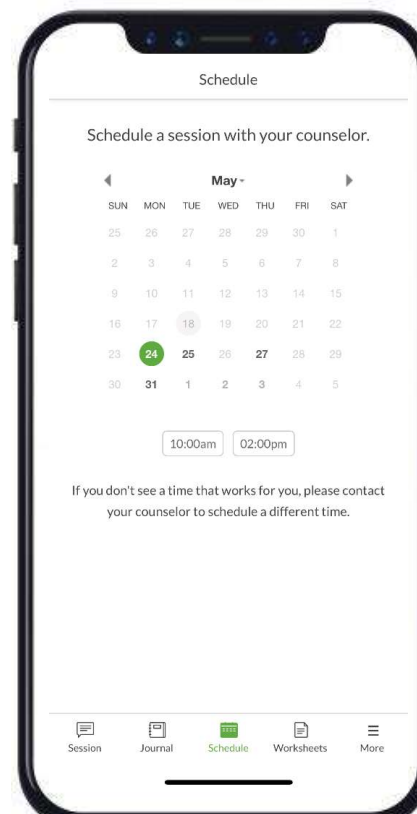 Schedule
Schedule a session with your counselor.
May
SUN MON TUE WED THU FRI SAT
25 26 27 28 29 30 1
2 3 4 5 6 7 8
9 10 11 12 13 14 15
16 17 18 19 20 21 22
23 24 25 26 27 28 29
30 31 1 2 3 4 5
10:00am 02:00pm
If you don't see a time that works for you, please contact
your counselor to schedule a different time.
Session Journal Schedule Worksheets More